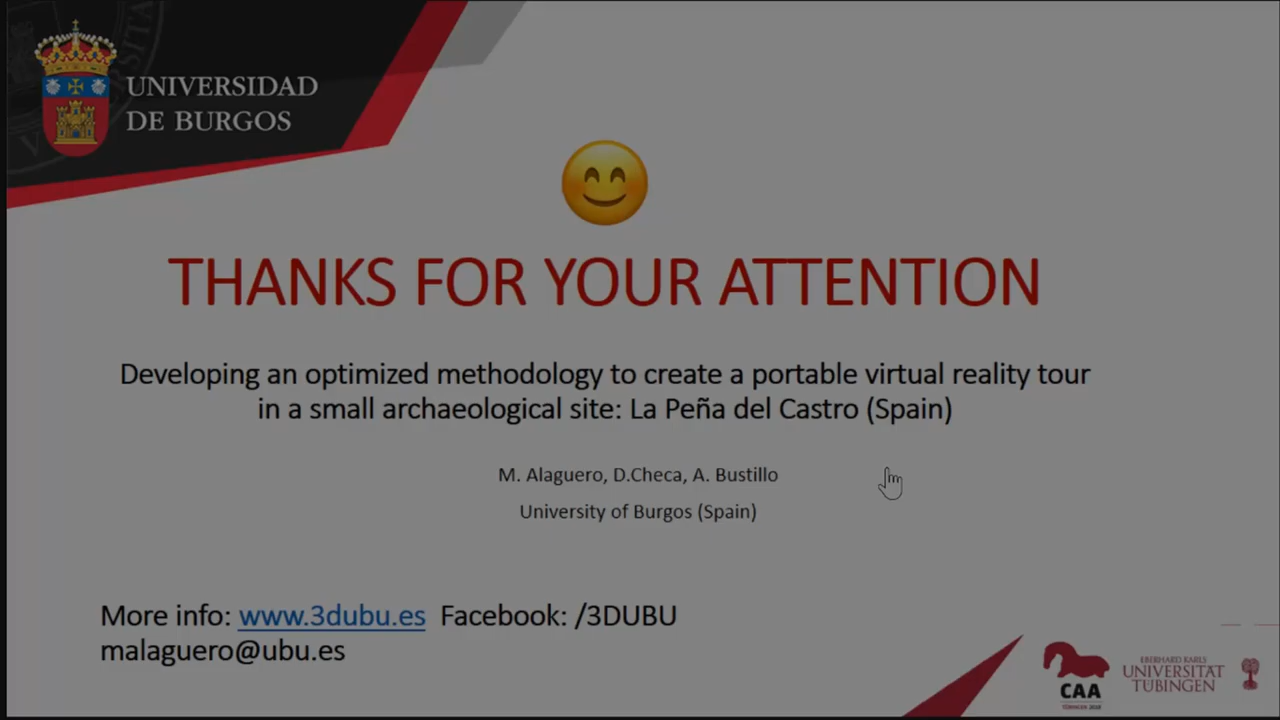 UNIVERSIDAD
DE BURGOS
THANKS FOR YOUR ATTENTION
Developing an optimized methodology to create a portable virtual reality tour
in a small archaeological site: La Peña del Castro (Spain)
M. Alaguero, D.Checa, A. Bustillo
University of Burgos (Spain)
More info: www.3dubu.es Facebook: /3DUBU
malaguero@ubu.es
CAA
TÜBINGEN 2018
EBERHARD KARLS
UNIVERSITÄT
TÜBINGEN